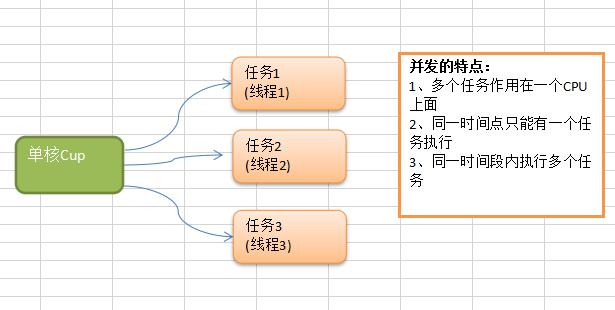 单核Cup
任务1
(线程1)
任务2
(线程2)
任务3
(线程3)
并发的特点：
1、多个任务作用在一个CPU
上面
2、同一时间点只能有一个任
务执行
3、同一时间段内执行多个任
务